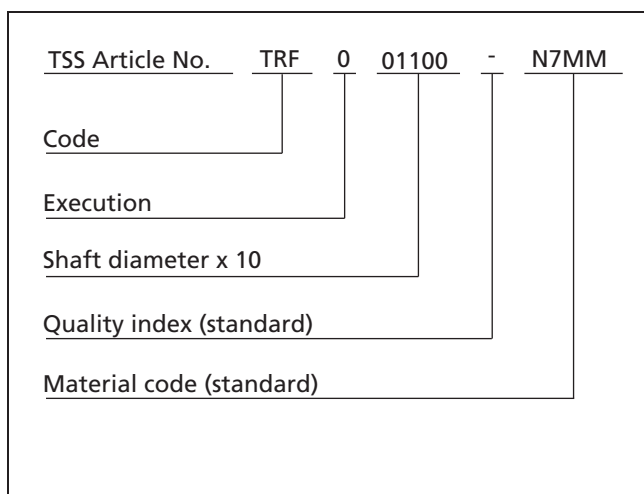 TSS Article No. TRF 0 01100 - N7MM
Code
Execution
Shaft diameter x 10
Quality index (standard)
Material code (standard)